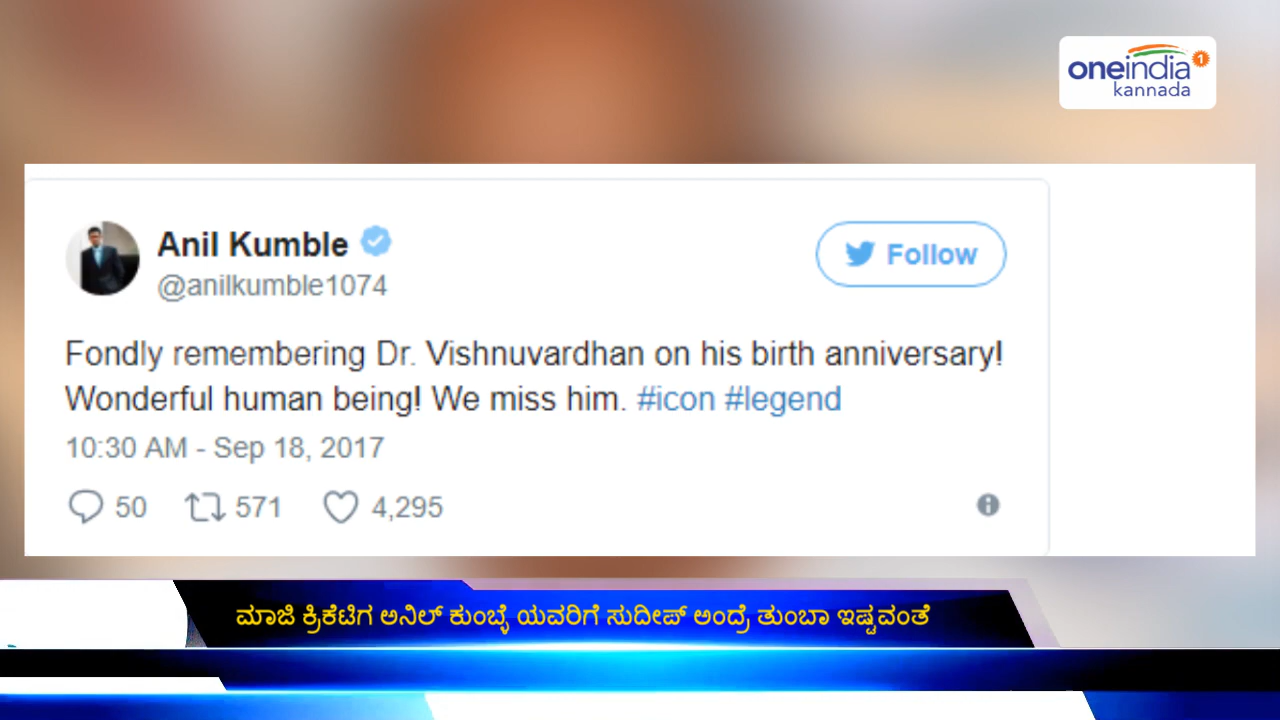 oneindia 1
kannada
Anil Kumble
@anilkumble1074
Follow
Fondly remembering Dr. Vishnuvardhan on his birth anniversary!
Wonderful human being! We miss him. #icon #legend
10:30 AM - Sep 18, 2017
50 571 4,295
ಮಾಜಿ ಕ್ರಿಕೆಟಿಗ ಅನಿಲ್ ಕುಂಬ್ಳೆ ಯವರಿಗೆ ಸುದೀಪ್ ಅಂದ್ರೆ ತುಂಬಾ ಇಷ್ಟವಂತೆ